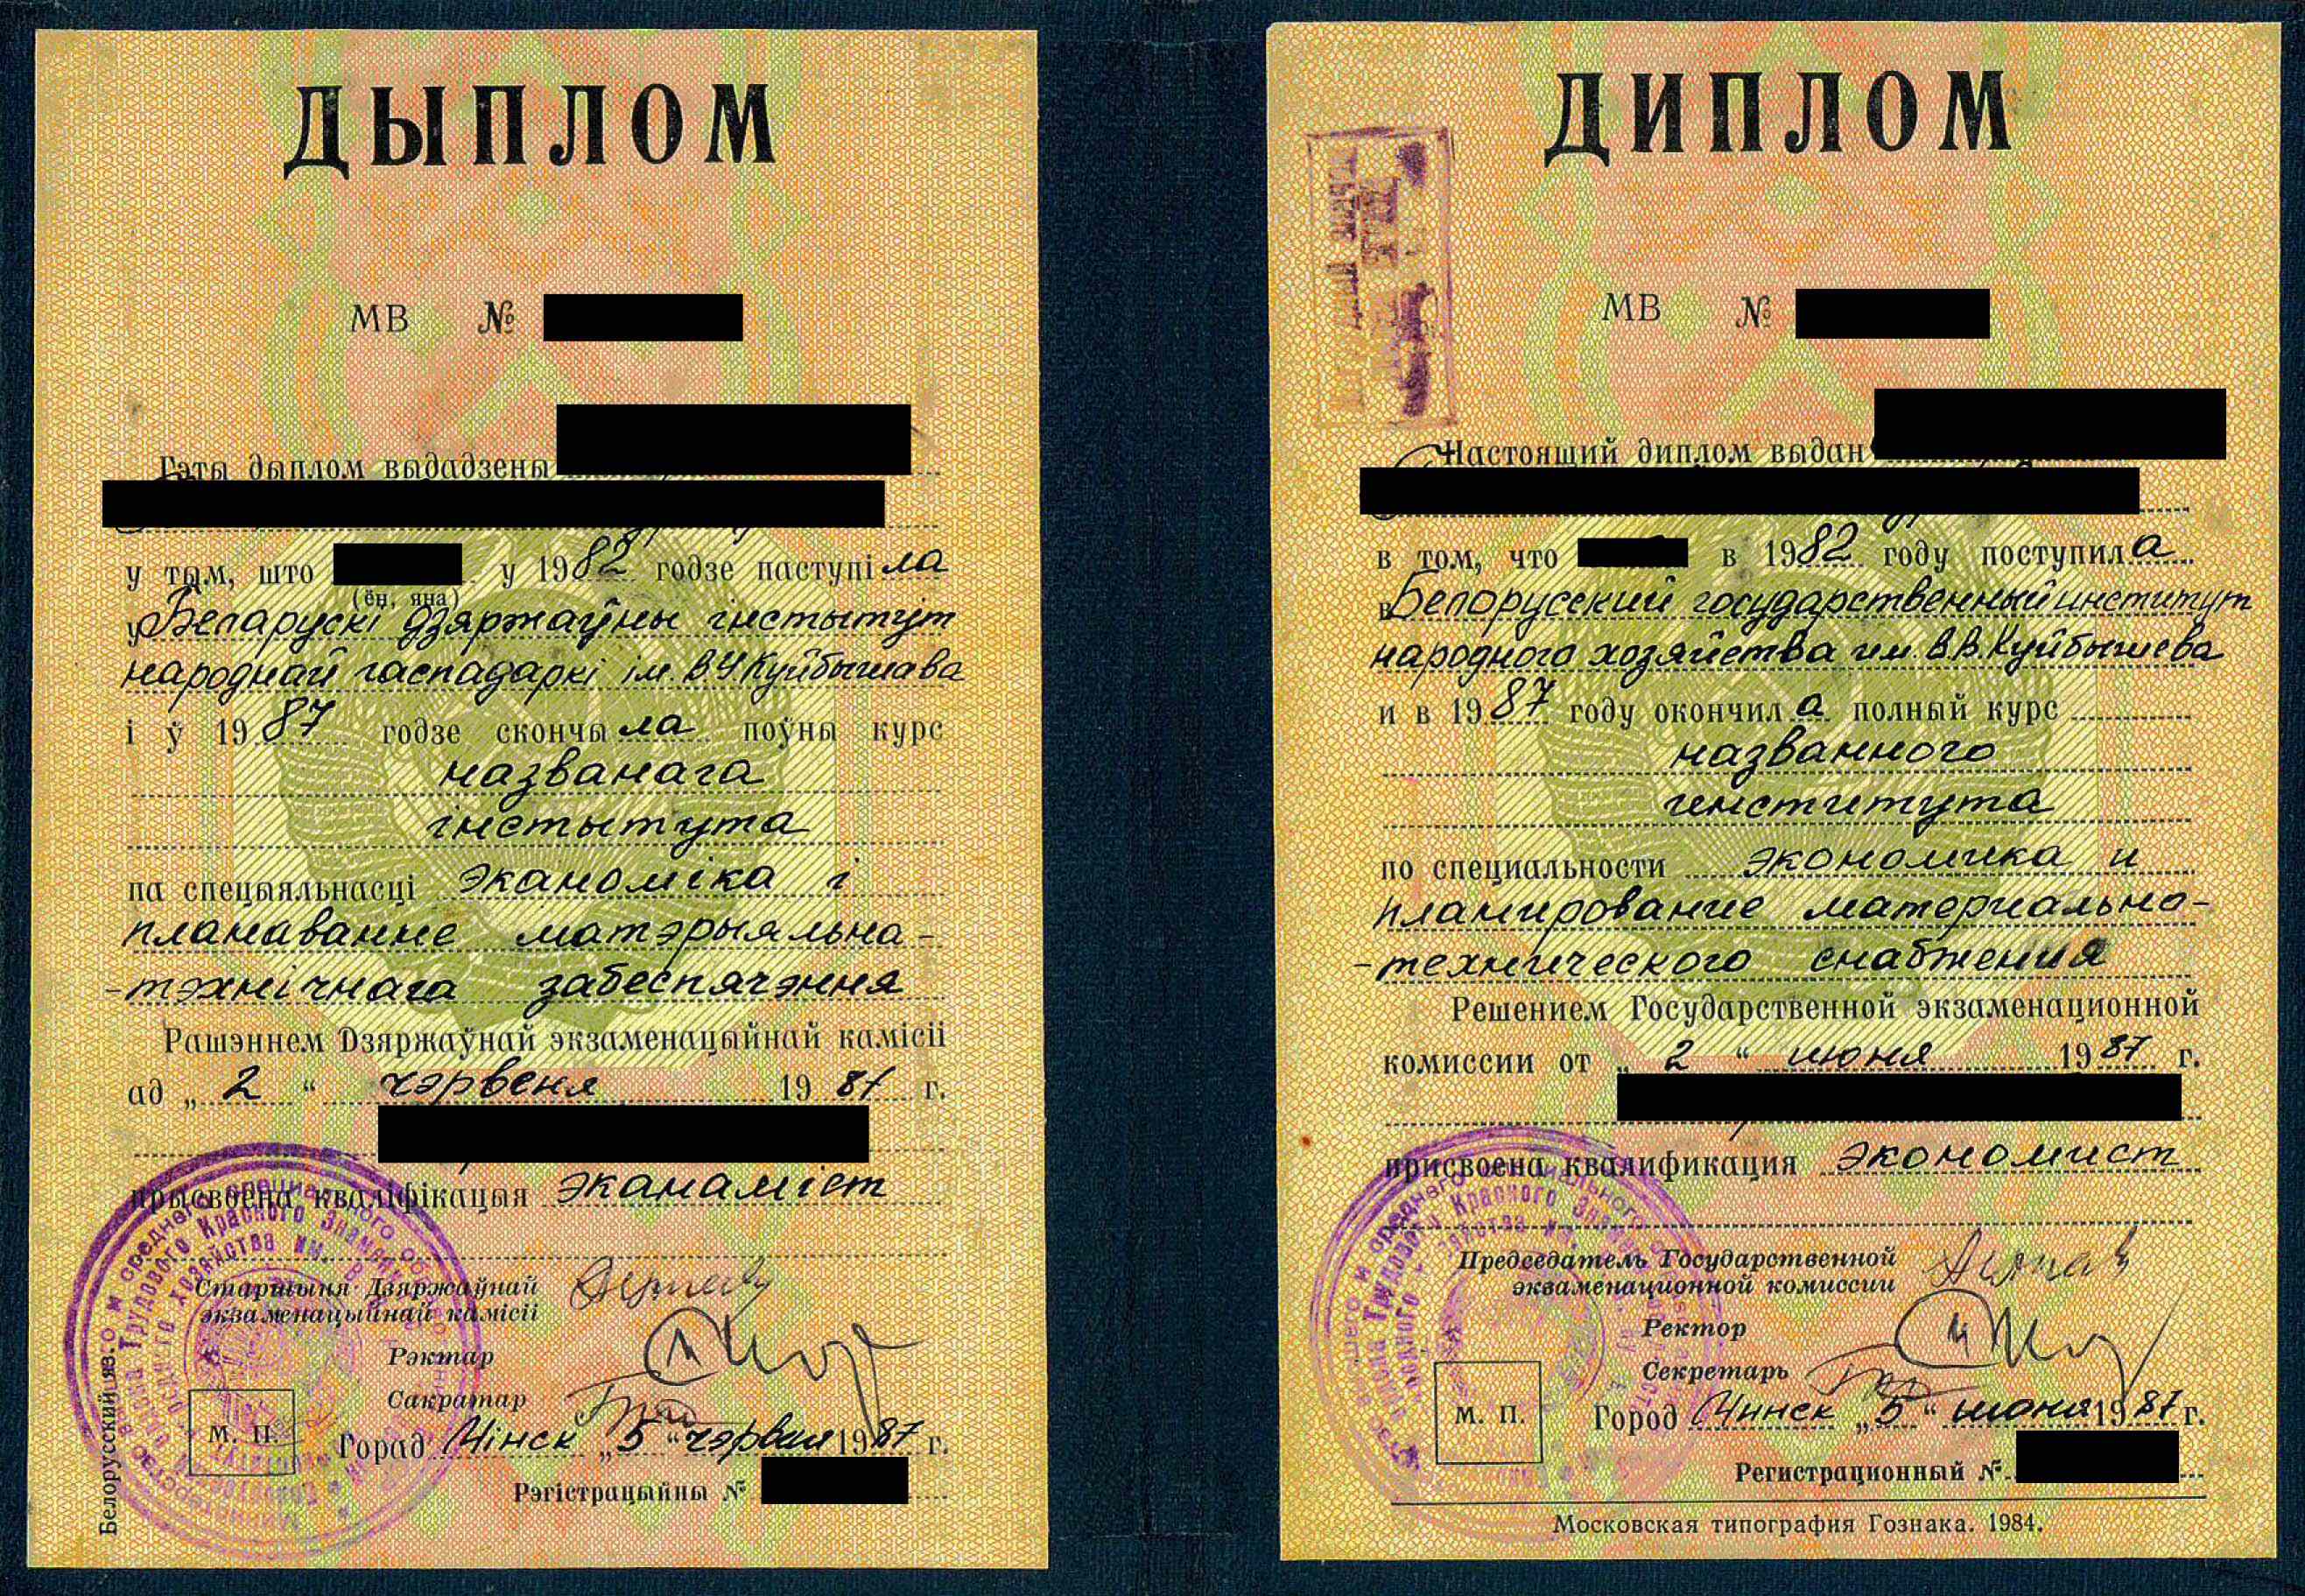 ДЫПЛОМ
МВ №
Гэты дыплом выдадзены
у тым, што у 1982 годзе паступіла
(ён, яна)
у Беларускі дзяржаўны інстытут
народнай гаспадаркі ім. В У Куйбышава
і ў 1987 годзе скончыла поўны курс
названага
інстытута
па спецыяльнасці эканоміка і
планаванне матэрыяльна-
-тэхнічнага забеспячэння
Рашэннем Дзяржаўнай экзаменацыйнай камісіі
ад „2“ чэрвеня 1987 г.
прысвоена кваліфікацыя эканаміст
Старшыня Дзяржаўнай
экзаменацыйнай камісіі
Рэктар
Сакратар
М. П.
Горад Мінск „5“ чэрвеня 1987 г.
Рэгістрацыйны №
Белорусский яз.
ДИПЛОМ
МВ №
Настоящий диплом выдан
в том, что в 1982 году поступила
в Белорусский государственный институт
народного хозяйства им. В.В. Куйбышева
и в 1987 году окончила полный курс
названного
института
по специальности экономика и
планирование материально-
-технического снабжения
Решением Государственной экзаменационной
комиссии от „2“ июня 1987 г.
присвоена квалификация экономист
Председатель Государственной
экзаменационной комиссии
Ректор
Секретарь
М. П.
Город Минск „5“ июня 1987 г.
Регистрационный №
Московская типография Гознака. 1984.